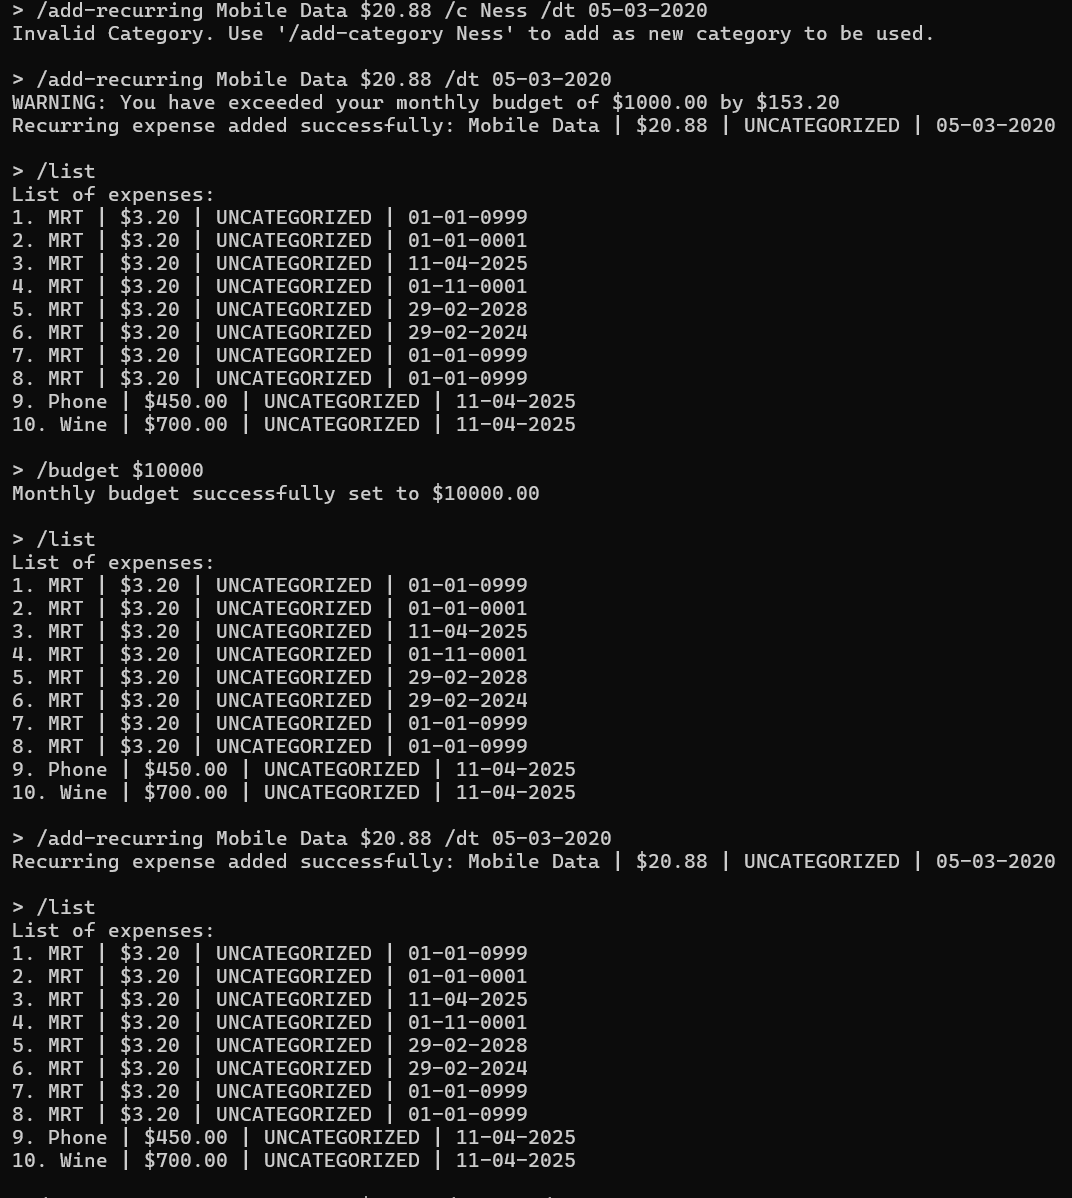 > /add-recurring Mobile Data $20.88 /c Ness /dt 05-03-2020
Invalid Category. Use '/add-category Ness' to add as new category to be used.
> /add-recurring Mobile Data $20.88 /dt 05-03-2020
WARNING: You have exceeded your monthly budget of $1000.00 by $153.20
Recurring expense added successfully: Mobile Data | $20.88 | UNCATEGORIZED | 05-03-2020
> /list
List of expenses:
1. MRT | $3.20 | UNCATEGORIZED | 01-01-0999
2. MRT | $3.20 | UNCATEGORIZED | 01-01-0001
3. MRT | $3.20 | UNCATEGORIZED | 11-04-2025
4. MRT | $3.20 | UNCATEGORIZED | 01-11-0001
5. MRT | $3.20 | UNCATEGORIZED | 29-02-2028
6. MRT | $3.20 | UNCATEGORIZED | 29-02-2024
7. MRT | $3.20 | UNCATEGORIZED | 01-01-0999
8. MRT | $3.20 | UNCATEGORIZED | 01-01-0999
9. Phone | $450.00 | UNCATEGORIZED | 11-04-2025
10. Wine | $700.00 | UNCATEGORIZED | 11-04-2025
> /budget $10000
Monthly budget successfully set to $10000.00
> /list
List of expenses:
1. MRT | $3.20 | UNCATEGORIZED | 01-01-0999
2. MRT | $3.20 | UNCATEGORIZED | 01-01-0001
3. MRT | $3.20 | UNCATEGORIZED | 11-04-2025
4. MRT | $3.20 | UNCATEGORIZED | 01-11-0001
5. MRT | $3.20 | UNCATEGORIZED | 29-02-2028
6. MRT | $3.20 | UNCATEGORIZED | 29-02-2024
7. MRT | $3.20 | UNCATEGORIZED | 01-01-0999
8. MRT | $3.20 | UNCATEGORIZED | 01-01-0999
9. Phone | $450.00 | UNCATEGORIZED | 11-04-2025
10. Wine | $700.00 | UNCATEGORIZED | 11-04-2025
> /add-recurring Mobile Data $20.88 /dt 05-03-2020
Recurring expense added successfully: Mobile Data | $20.88 | UNCATEGORIZED | 05-03-2020
> /list
List of expenses:
1. MRT | $3.20 | UNCATEGORIZED | 01-01-0999
2. MRT | $3.20 | UNCATEGORIZED | 01-01-0001
3. MRT | $3.20 | UNCATEGORIZED | 11-04-2025
4. MRT | $3.20 | UNCATEGORIZED | 01-11-0001
5. MRT | $3.20 | UNCATEGORIZED | 29-02-2028
6. MRT | $3.20 | UNCATEGORIZED | 29-02-2024
7. MRT | $3.20 | UNCATEGORIZED | 01-01-0999
8. MRT | $3.20 | UNCATEGORIZED | 01-01-0999
9. Phone | $450.00 | UNCATEGORIZED | 11-04-2025
10. Wine | $700.00 | UNCATEGORIZED | 11-04-2025